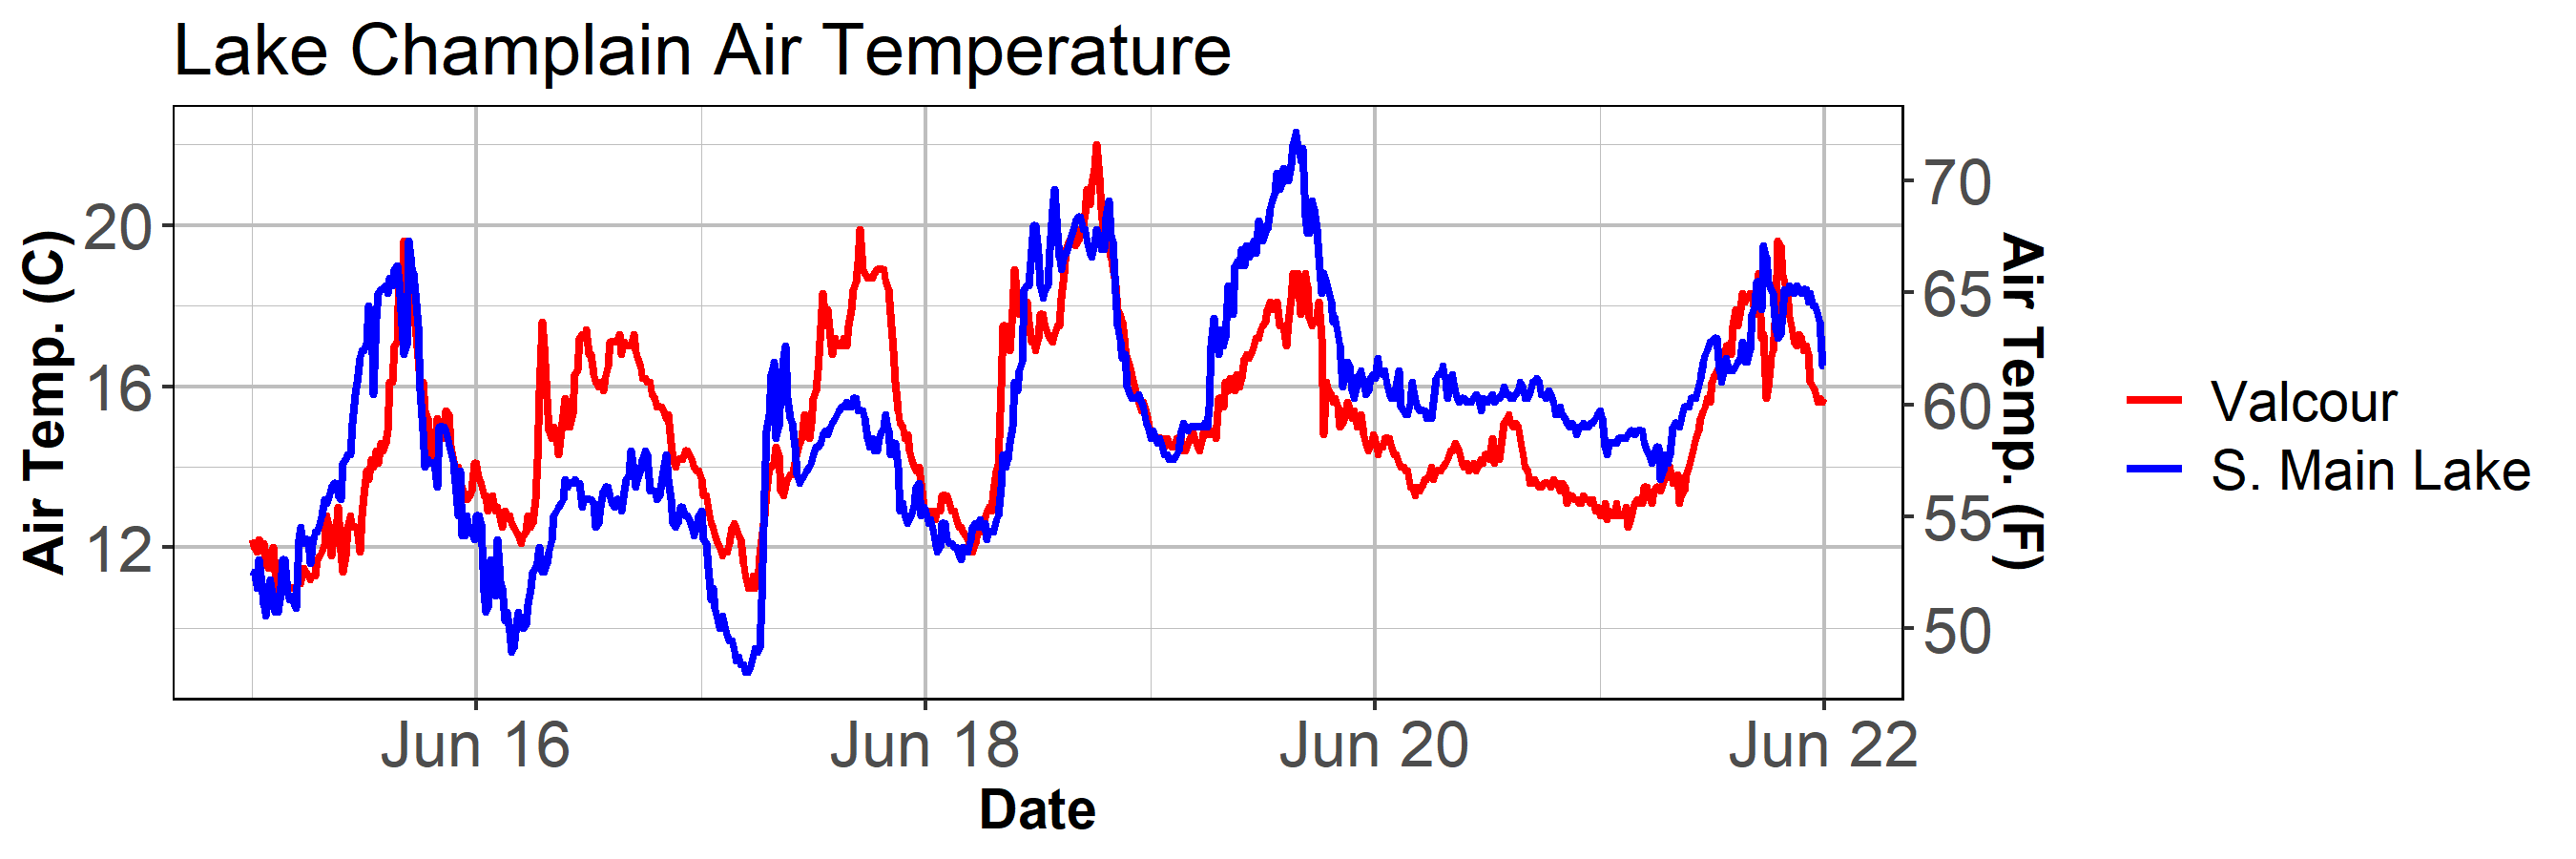 Lake Champlain Air Temperature
Air Temp. (C)
20
16
12
70
65
60
55
50
Air Temp. (F)
Jun 16
Jun 18
Jun 20
Jun 22
Date
Valcour
S. Main Lake